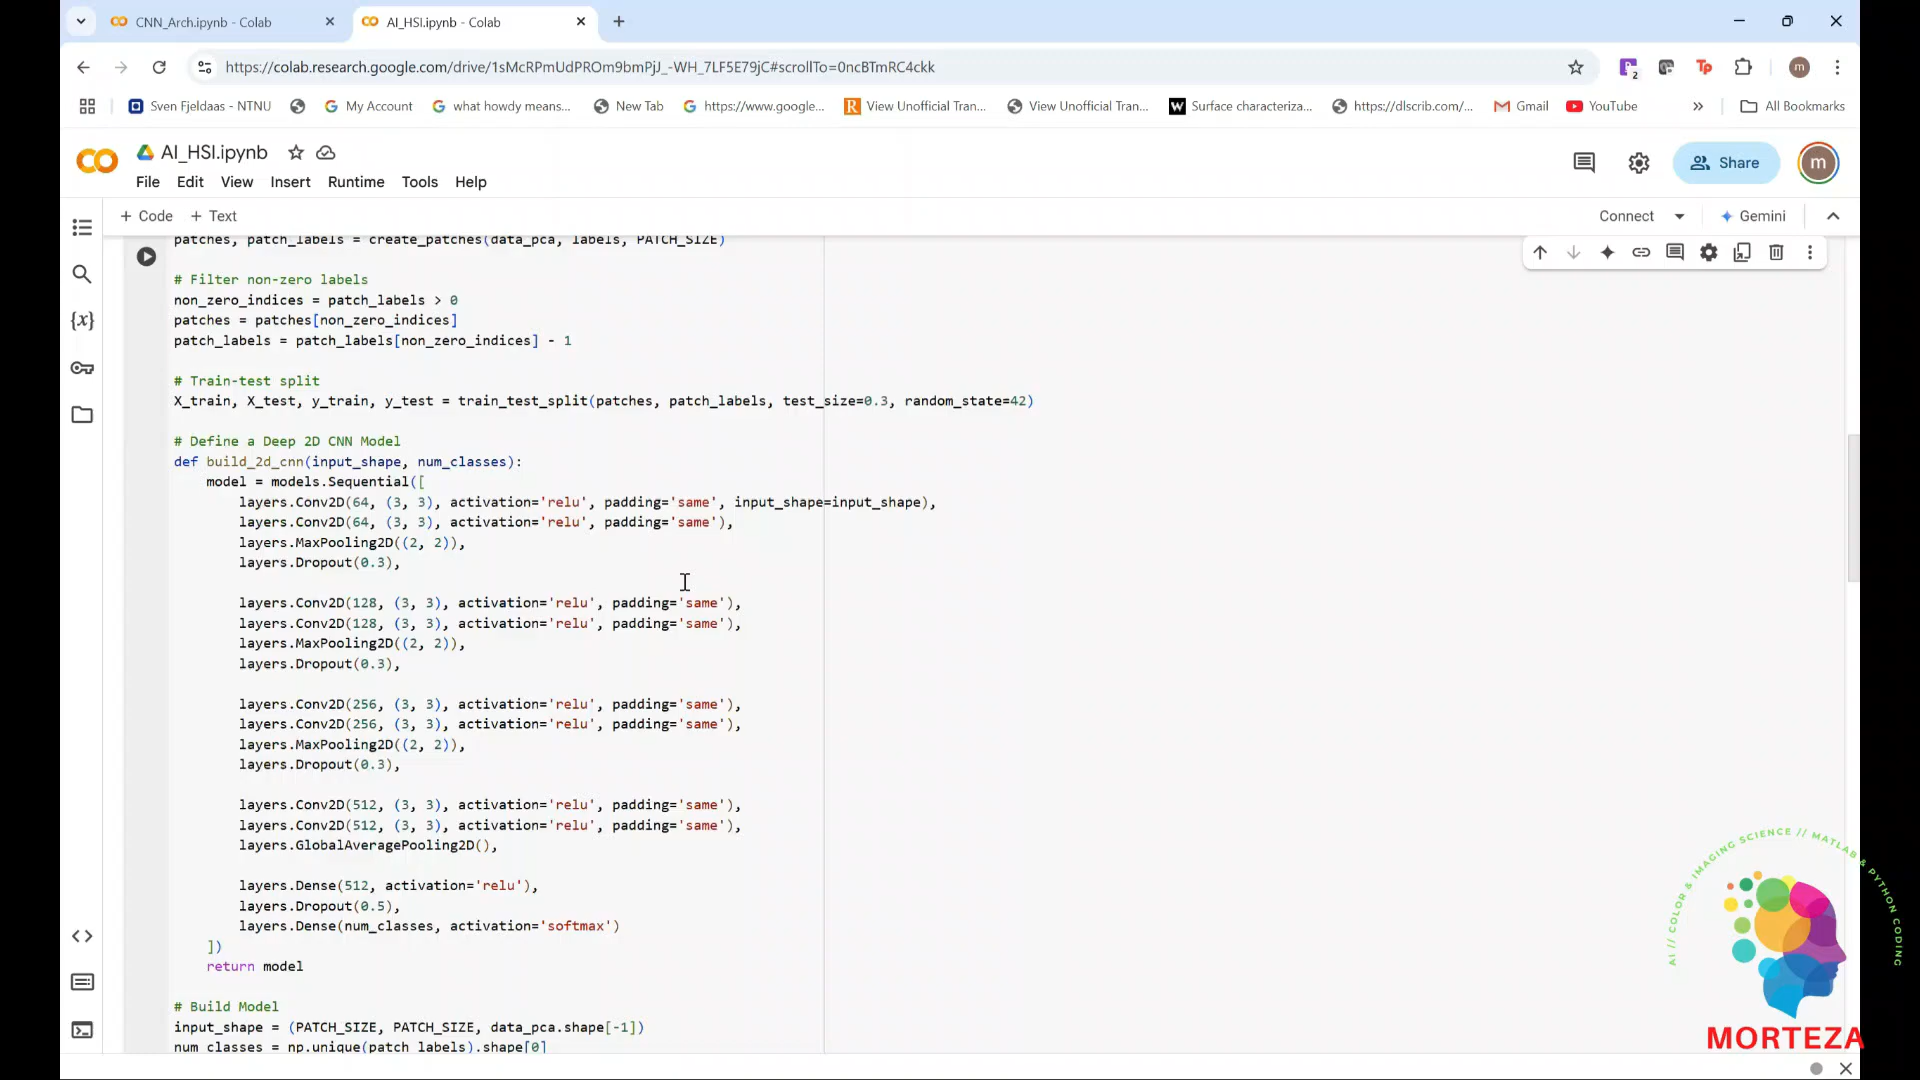 CNN_Arch.ipynb - Colab
AI_HSI.ipynb - Colab
https://colab.research.google.com/drive/1sMcRPmUdPROm9bmPjJ_-WH_7LF5E79jC#scrollTo=0ncBTmRC4ckk
Sven Fjeldaas - NTNU
My Account
what howdy means...
New Tab
https://www.google...
View Unofficial Tran...
View Unofficial Tran...
Surface characteriza...
https://dlscrib.com/...
Gmail
YouTube
All Bookmarks
AI_HSI.ipynb
Share
m
File Edit View Insert Runtime Tools Help
+ Code + Text
Connect
Gemini
patches, patch_labels = create_patches(data_pca, labels, PATCH_SIZE)
# Filter non-zero labels
non_zero_indices = patch_labels > 0
patches = patches[non_zero_indices]
patch_labels = patch_labels[non_zero_indices] - 1
# Train-test split
X_train, X_test, y_train, y_test = train_test_split(patches, patch_labels, test_size=0.3, random_state=42)
# Define a Deep 2D CNN Model
def build_2d_cnn(input_shape, num_classes):
model = models.Sequential([
layers.Conv2D(64, (3, 3), activation='relu', padding='same', input_shape=input_shape),
layers.Conv2D(64, (3, 3), activation='relu', padding='same'),
layers.MaxPooling2D((2, 2)),
layers.Dropout(0.3),
layers.Conv2D(128, (3, 3), activation='relu', padding='same'),
layers.Conv2D(128, (3, 3), activation='relu', padding='same'),
layers.MaxPooling2D((2, 2)),
layers.Dropout(0.3),
layers.Conv2D(256, (3, 3), activation='relu', padding='same'),
layers.Conv2D(256, (3, 3), activation='relu', padding='same'),
layers.MaxPooling2D((2, 2)),
layers.Dropout(0.3),
layers.Conv2D(512, (3, 3), activation='relu', padding='same'),
layers.Conv2D(512, (3, 3), activation='relu', padding='same'),
layers.GlobalAveragePooling2D(),
layers.Dense(512, activation='relu'),
layers.Dropout(0.5),
layers.Dense(num_classes, activation='softmax')
])
return model
# Build Model
input_shape = (PATCH_SIZE, PATCH_SIZE, data_pca.shape[-1])
num_classes = np.unique(patch_labels).shape[0]
AI // COLOR & IMAGING SCIENCE // MATLAB & PYTHON CODING
MORTEZA